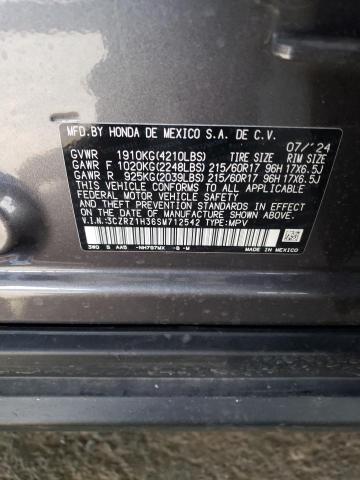 MFD.BY HONDA DE MEXICO S.A. DE C.V.
07/'24
GVWR 1910KG(4210LBS) TIRE SIZE RIM SIZE
GAWR F 1020KG(2248LBS) 215/60R17 96H 17X6.5J
GAWR R 925KG(2039LBS) 215/60R17 96H 17X6.5J
THIS VEHICLE CONFORMS TO ALL APPLICABLE
FEDERAL MOTOR VEHICLE SAFETY AND THEFT
PREVENTION STANDARDS IN EFFECT ON THE DATE
OF MANUFACTURE SHOWN ABOVE.
V.I.N.:3CZRZ1H36SM712542 TYPE:MPV
3W0 S AAS -NH797MX -B-M
MADE IN MEXICO